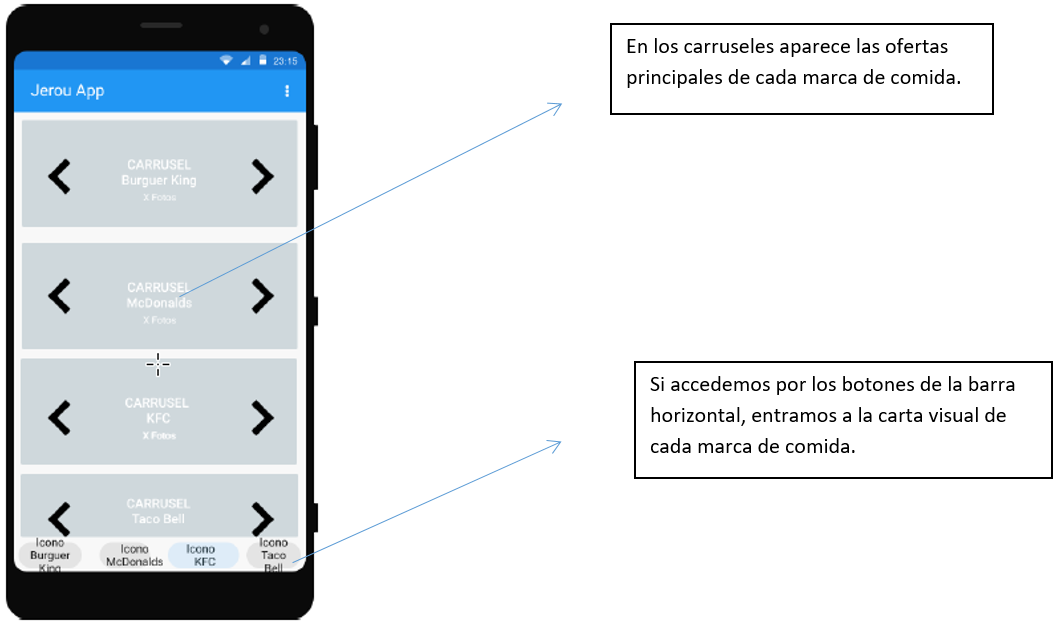 23:15
Jerou App
CARRUSEL
Burguer King
X Fotos
CARRUSEL
McDonalds
X Fotos
CARRUSEL
KFC
X Fotos
CARRUSEL
Taco Bell
Icono
Burguer
King
Icono
McDonalds
Icono
KFC
Icono
Taco
Bell
En los carruseles aparece las ofertas
principales de cada marca de comida.
Si accedemos por los botones de la barra
horizontal, entramos a la carta visual de
cada marca de comida.